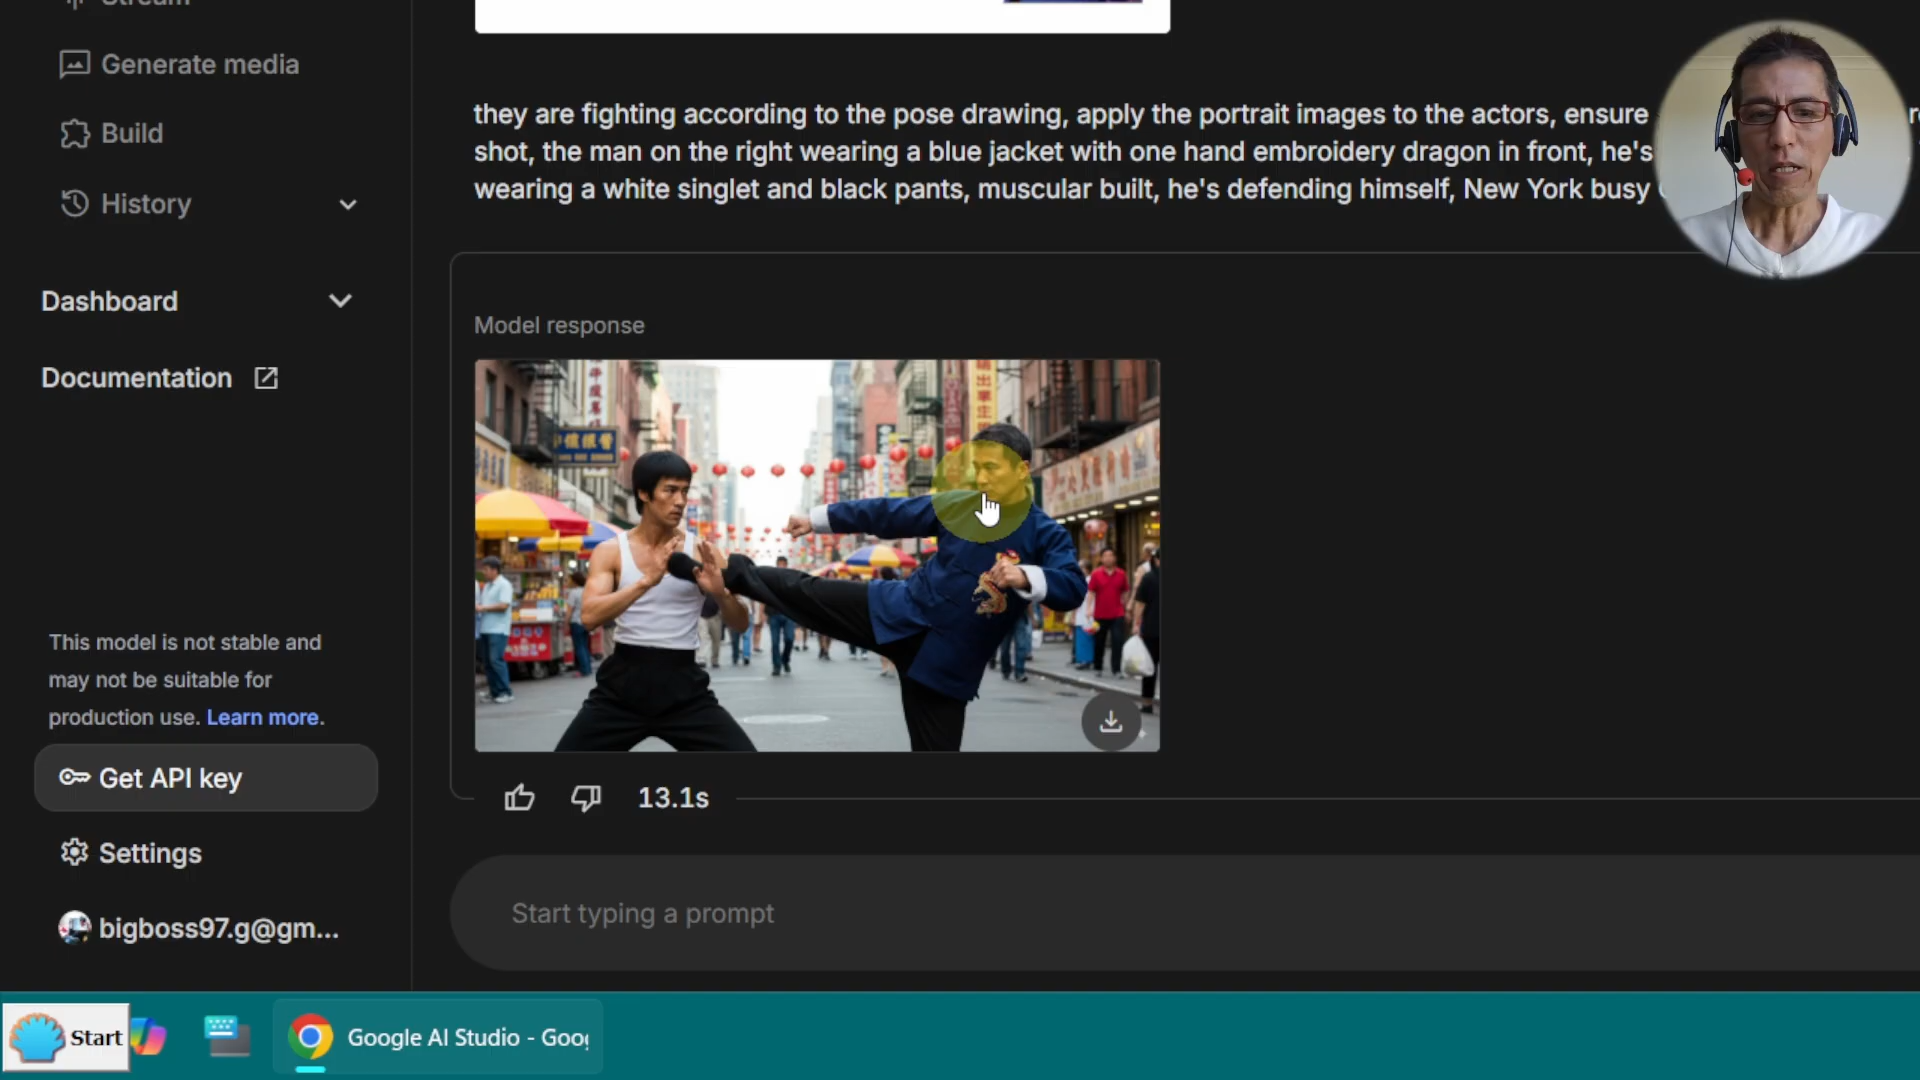 Stream
Generate media
Build
History
Dashboard
Documentation
This model is not stable and
may not be suitable for
production use. Learn more.
Get API key
Settings
bigboss97.g@gm...
they are fighting according to the pose drawing, apply the portrait images to the actors, ensure
shot, the man on the right wearing a blue jacket with one hand embroidery dragon in front, he's
wearing a white singlet and black pants, muscular built, he's defending himself, New York busy
Model response
13.1s
Start typing a prompt
Start
Google AI Studio - Goog